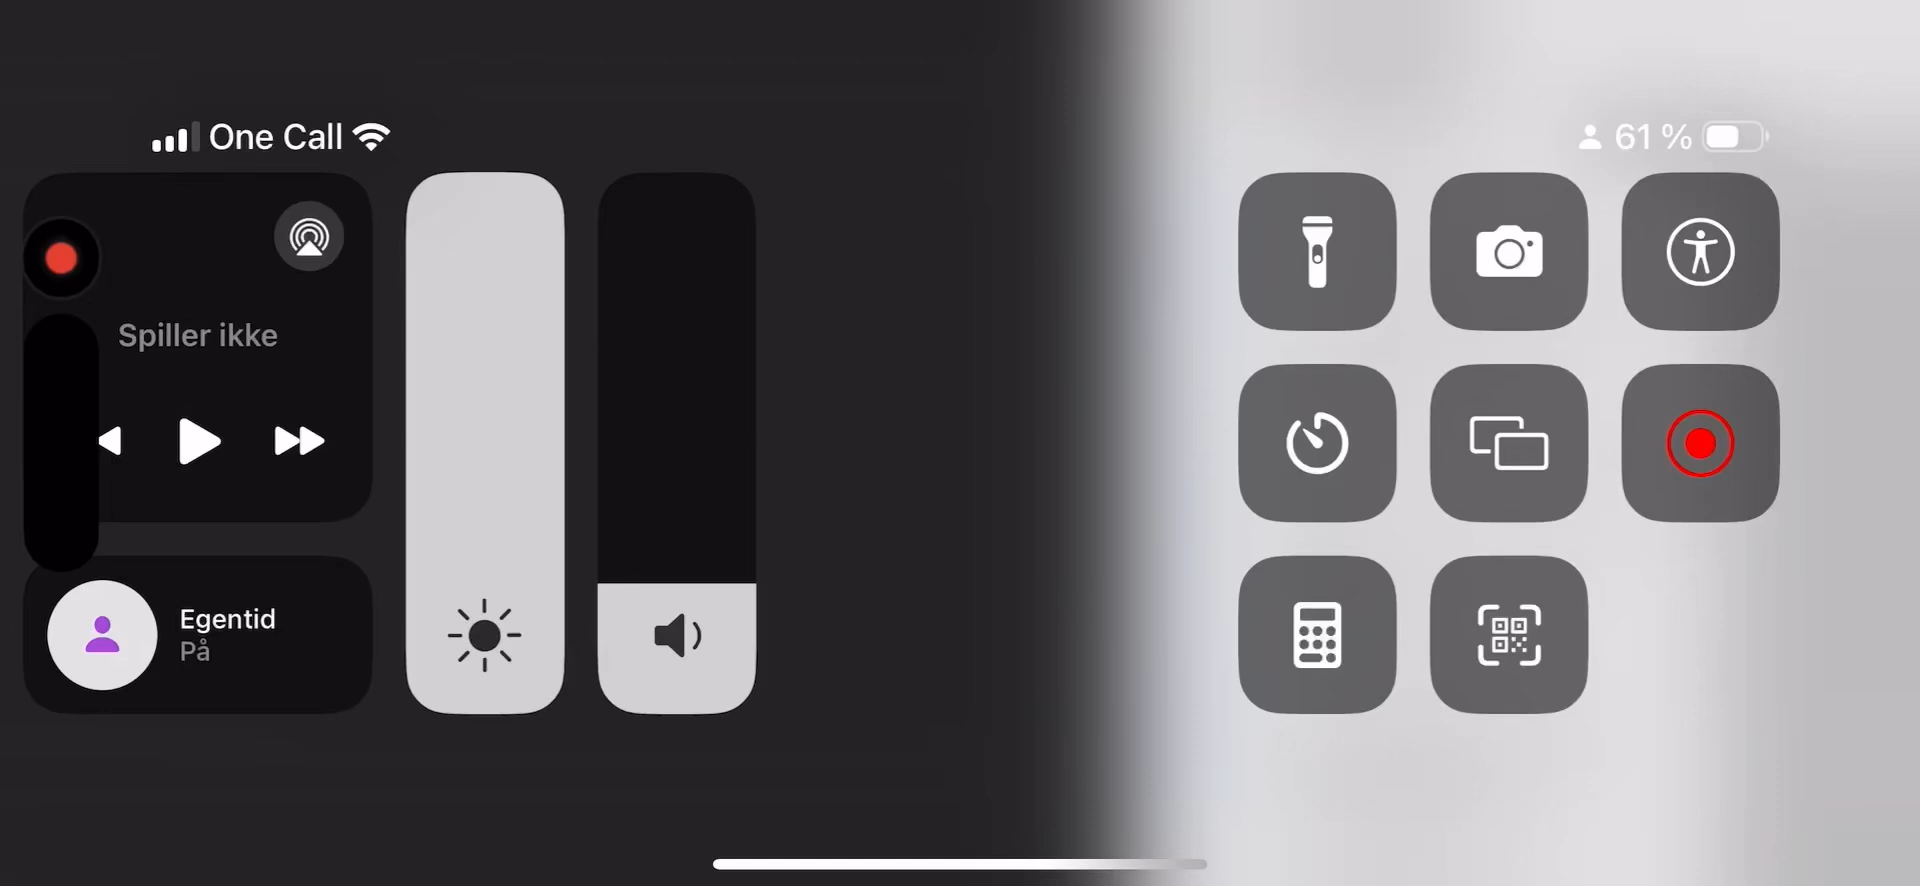 One Call
61 %
Spiller ikke
Egentid
På